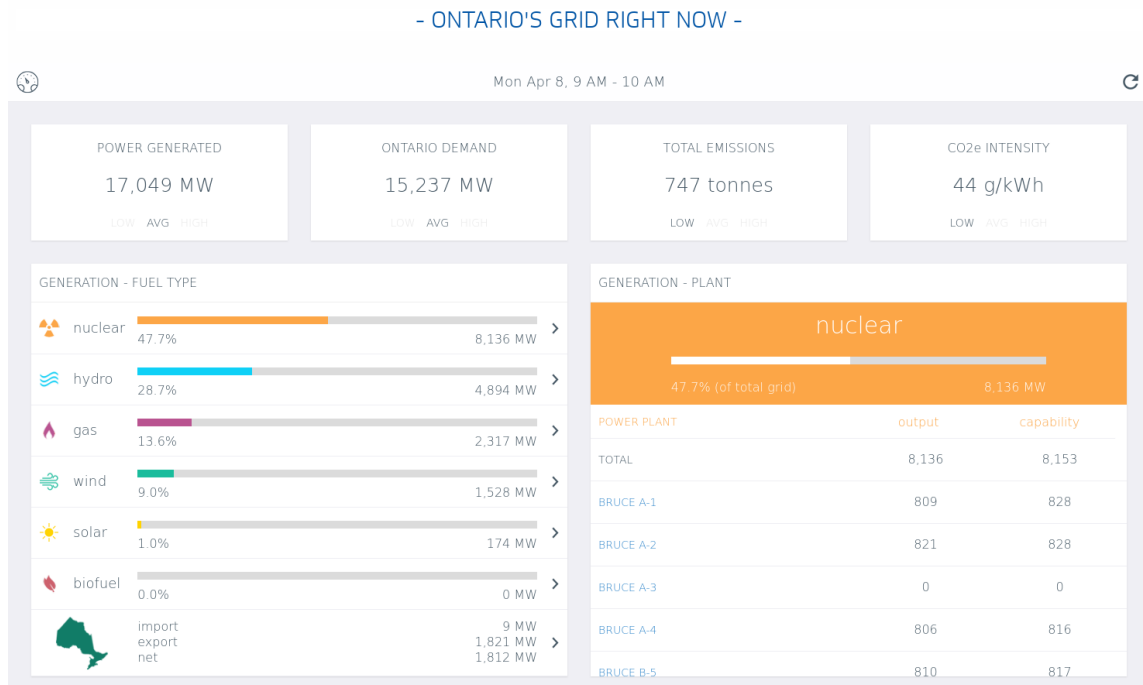 - ONTARIO'S GRID RIGHT NOW -
Mon Apr 8, 9 AM - 10 AM
POWER GENERATED
17,049 MW
LOW AVG HIGH
ONTARIO DEMAND
15,237 MW
LOW AVG HIGH
TOTAL EMISSIONS
747 tonnes
LOW AVG HIGH
CO2e INTENSITY
44 g/kWh
LOW AVG HIGH
GENERATION - FUEL TYPE
nuclear
47.7% 8,136 MW
hydro
28.7% 4,894 MW
gas
13.6% 2,317 MW
wind
9.0% 1,528 MW
solar
1.0% 174 MW
biofuel
0.0% 0 MW
import 9 MW
export 1,821 MW
net 1,812 MW
GENERATION - PLANT
nuclear
47.7% (of total grid) 8,136 MW
POWER PLANT output capability
TOTAL 8,136 8,153
BRUCE A-1 809 828
BRUCE A-2 821 828
BRUCE A-3 0 0
BRUCE A-4 806 816
BRUCE B-5 810 817